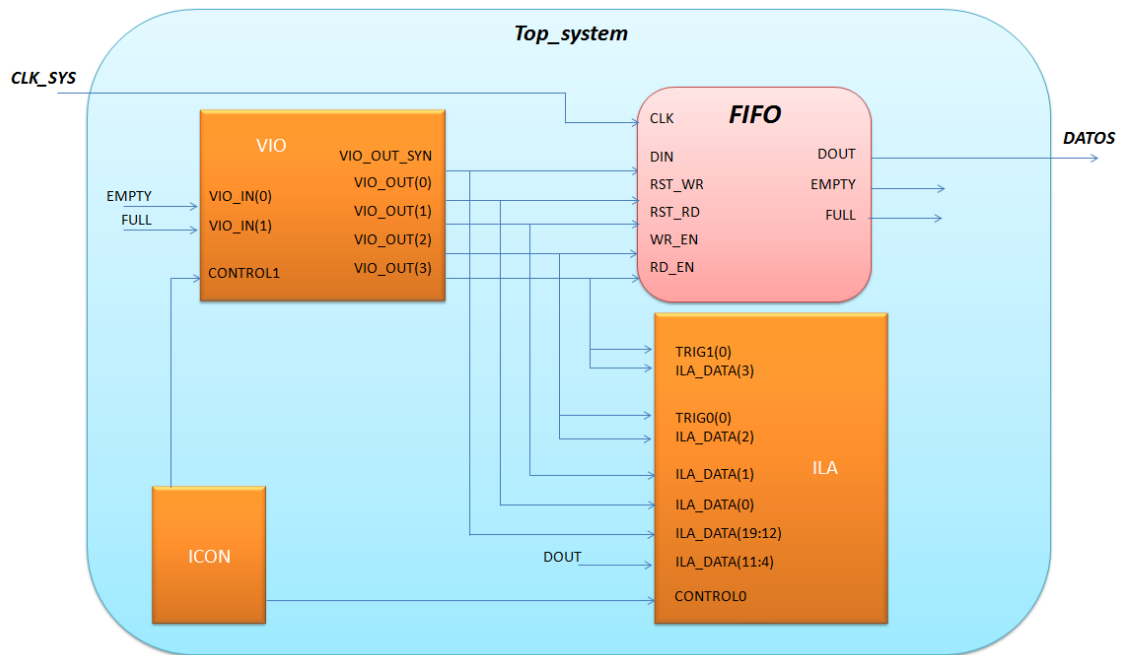 Top_system
CLK_SYS
VIO
VIO_OUT_SYN
VIO_OUT(0)
VIO_OUT(1)
VIO_OUT(2)
VIO_OUT(3)
EMPTY
FULL
VIO_IN(0)
VIO_IN(1)
CONTROL1
FIFO
CLK
DIN
RST_WR
RST_RD
WR_EN
RD_EN
DOUT
EMPTY
FULL
DATOS
TRIG1(0)
ILA_DATA(3)
TRIG0(0)
ILA_DATA(2)
ILA_DATA(1)
ILA_DATA(0)
ILA_DATA(19:12)
ILA_DATA(11:4)
CONTROL0
ILA
DOUT
ICON